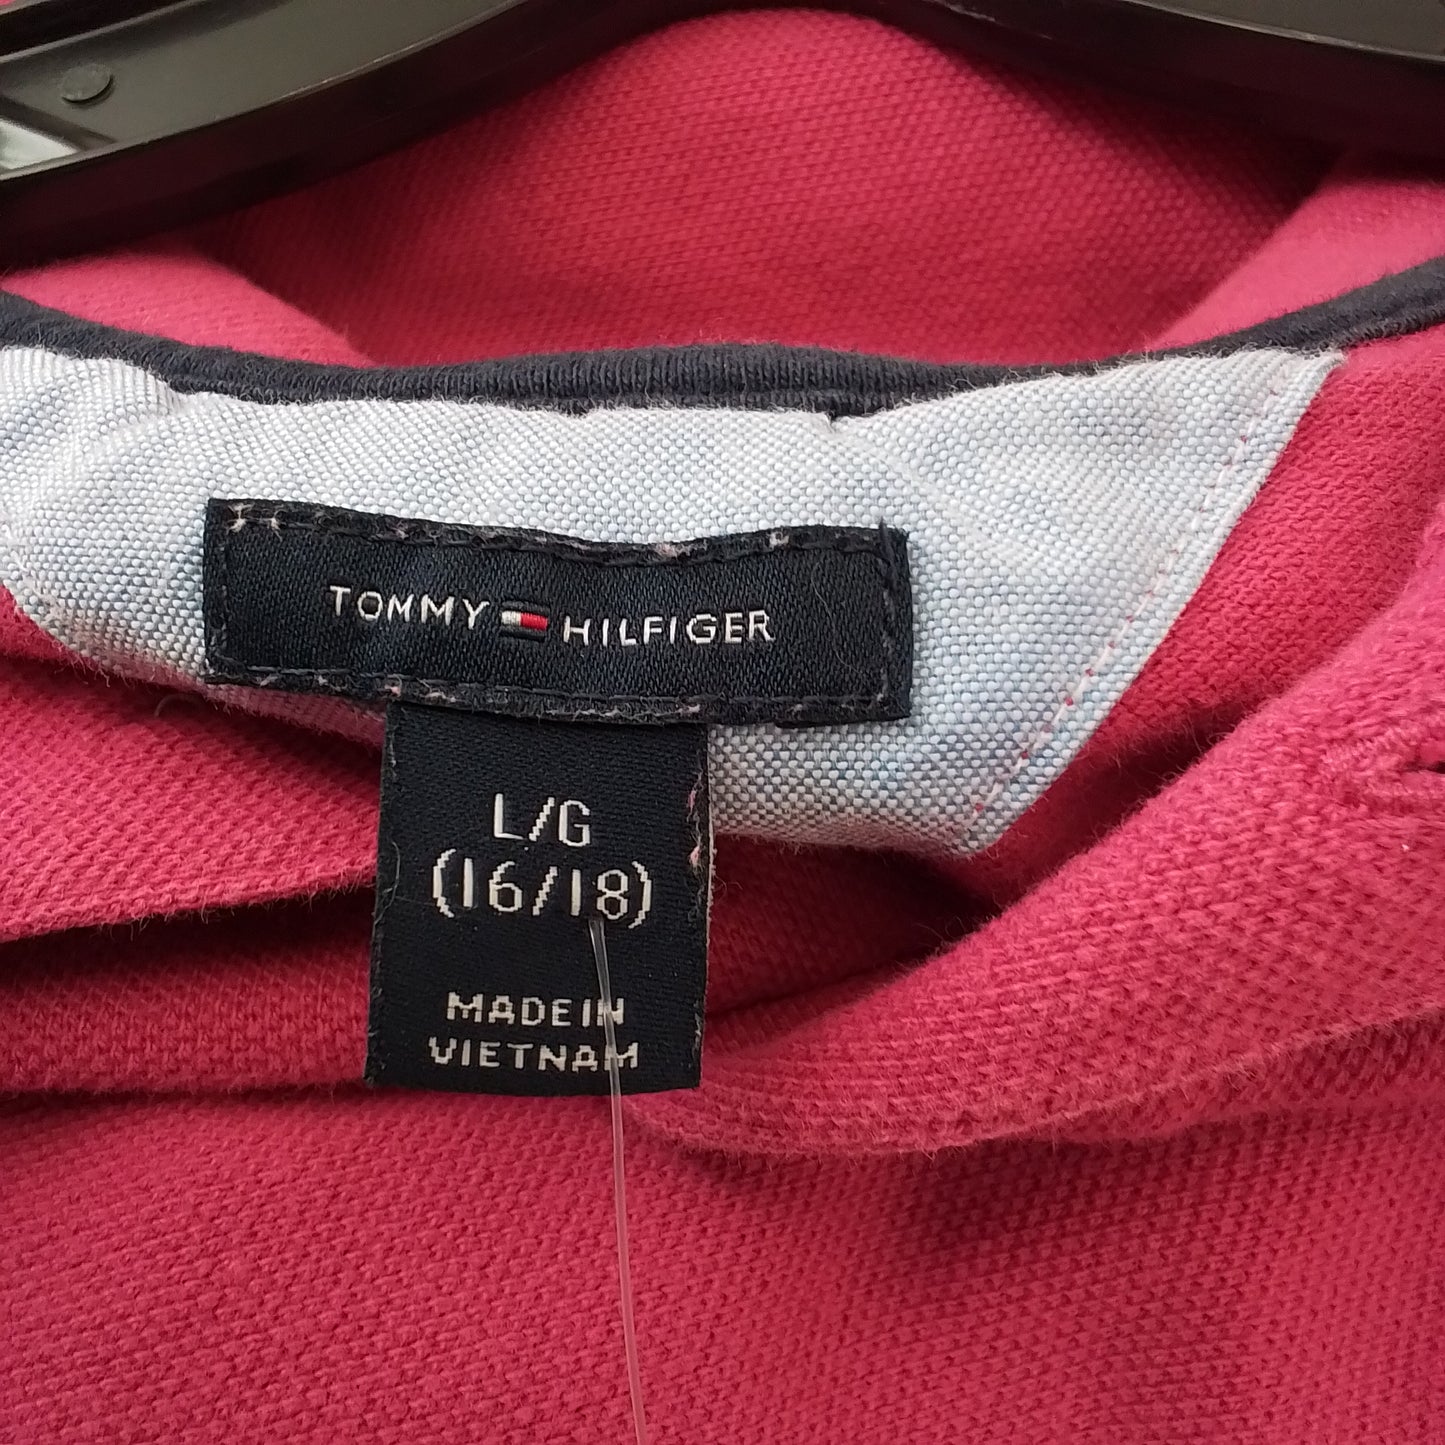 TOMMY HILFIGER
L/G
(16/18)
MADE IN
VIETNAM